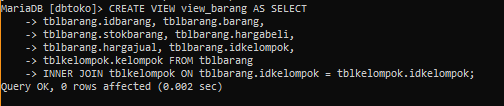 MariaDB [dbtoko]> CREATE VIEW view_barang AS SELECT
-> tblbarang.idbarang, tblbarang.barang,
-> tblbarang.stokbarang, tblbarang.hargabeli,
-> tblbarang.hargajual, tblbarang.idkelompok,
-> tblkelompok.kelompok FROM tblbarang
-> INNER JOIN tblkelompok ON tblbarang.idkelompok = tblkelompok.idkelompok;
Query OK, 0 rows affected (0.002 sec)